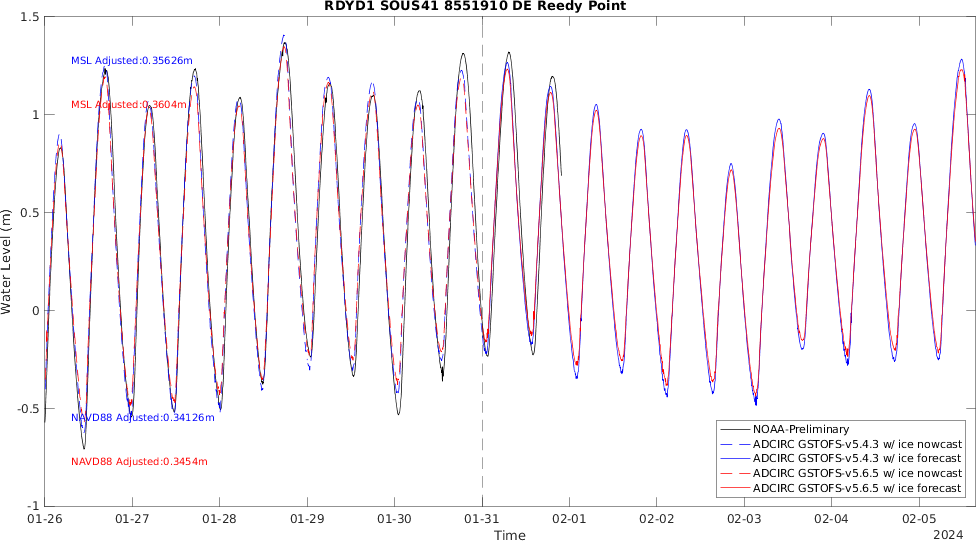 RDYD1 SOUS41 8551910 DE Reedy Point
1.5
1
0.5
0
-0.5
-1
Water Level (m)
MSL Adjusted:0.35626m
MSL Adjusted:0.3604m
NAVD88 Adjusted:0.34126m
NAVD88 Adjusted:0.3454m
NOAA-Preliminary
ADCIRC GSTOFS-v5.4.3 w/ ice nowcast
ADCIRC GSTOFS-v5.4.3 w/ ice forecast
ADCIRC GSTOFS-v5.6.5 w/ ice nowcast
ADCIRC GSTOFS-v5.6.5 w/ ice forecast
01-26 01-27 01-28 01-29 01-30 01-31 02-01 02-02 02-03 02-04 02-05
Time
2024